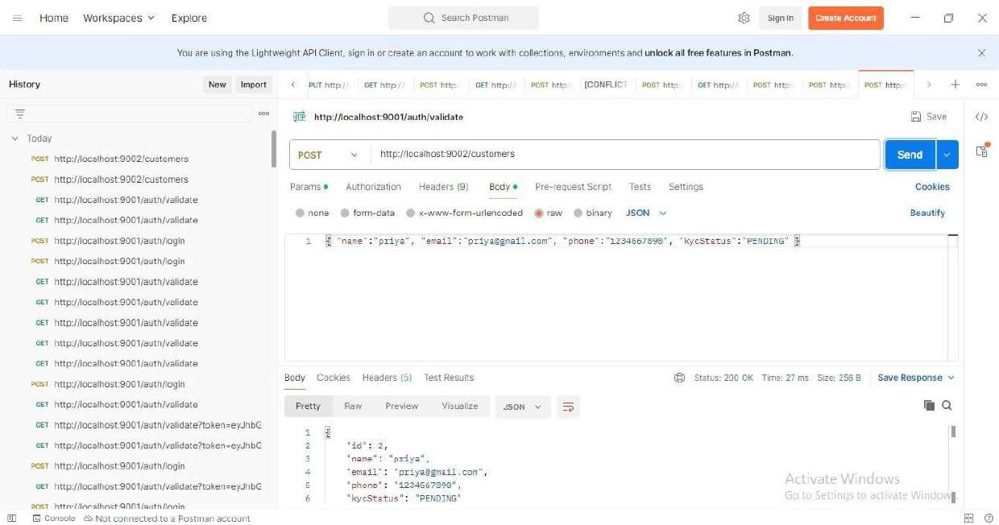 Home Workspaces Explore Search Postman Sign In Create Account
You are using the Lightweight API Client, sign in or create an account to work with collections, environments and unlock all free features in Postman.
History New Import
PUT http:/ GET http:/ POST http: GET http:/ POST http: [CONFLICT POST http: GET http:/ POST http: POST http: POST http:
http://localhost:9001/auth/validate Save
Today
POST http://localhost:9002/customers
POST http://localhost:9002/customers
GET http://localhost:9001/auth/validate
GET http://localhost:9001/auth/validate
POST http://localhost:9001/auth/login
POST http://localhost:9001/auth/login
GET http://localhost:9001/auth/validate
GET http://localhost:9001/auth/validate
GET http://localhost:9001/auth/validate
GET http://localhost:9001/auth/validate
GET http://localhost:9001/auth/validate
POST http://localhost:9001/auth/login
GET http://localhost:9001/auth/validate
GET http://localhost:9001/auth/validate?token=eyJhbG
GET http://localhost:9001/auth/validate?token=eyJhbG
POST http://localhost:9001/auth/login
GET http://localhost:9001/auth/validate?token=eyJhbG
POST http://localhost:9001/auth/login
POST http://localhost:9002/customers Send
Params Authorization Headers (9) Body Pre-request Script Tests Settings Cookies
none form-data x-www-form-urlencoded raw binary JSON Beautify
1 { "name":"priya", "email":"priya@gmail.com", "phone":"1234567890", "kycStatus":"PENDING" }
Body Cookies Headers (5) Test Results Status: 200 OK Time: 27 ms Size: 256 B Save Response
Pretty Raw Preview Visualize JSON
1 {
2 "id": 2,
3 "name": "priya",
4 "email": "priya@gmail.com",
5 "phone": "1234567890",
6 "kycStatus": "PENDING"
Activate Windows
Go to Settings to activate Windows.
Console Not connected to a Postman account